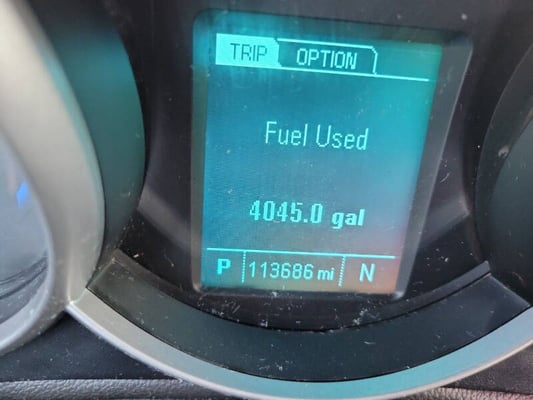 TRIP OPTION
Fuel Used
4045.0 gal
P 113686 mi N